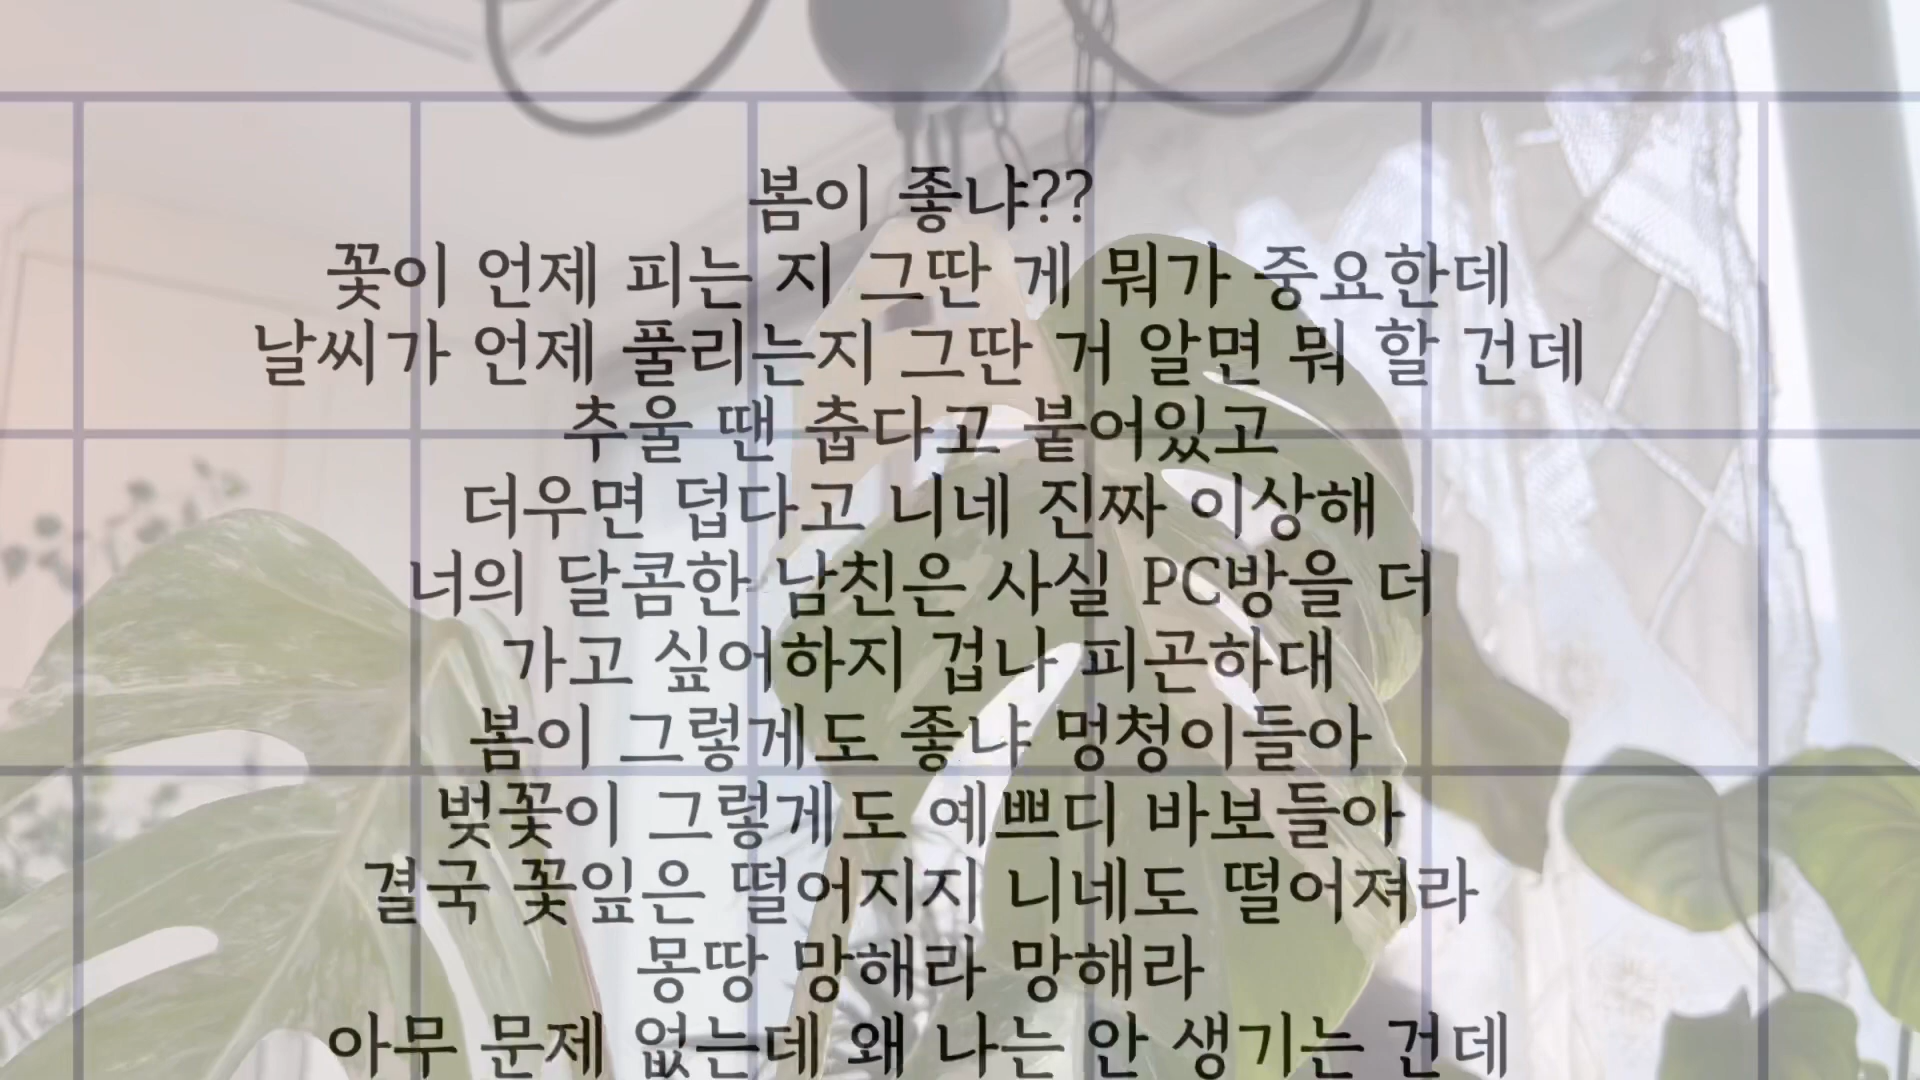 봄이 좋냐??
꽃이 언제 피는 지 그딴 게 뭐가 중요한데
날씨가 언제 풀리는지 그딴 거 알면 뭐 할 건데
추울 땐 춥다고 붙어있고
더우면 덥다고 니네 진짜 이상해
너의 달콤한 남친은 사실 PC방을 더
가고 싶어하지 겁나 피곤하대
봄이 그렇게도 좋냐 멍청이들아
벚꽃이 그렇게도 예쁘디 바보들아
결국 꽃잎은 떨어지지 니네도 떨어져라
몽땅 망해라 망해라
아무 문제 없는데 왜 나는 안 생기는 건데